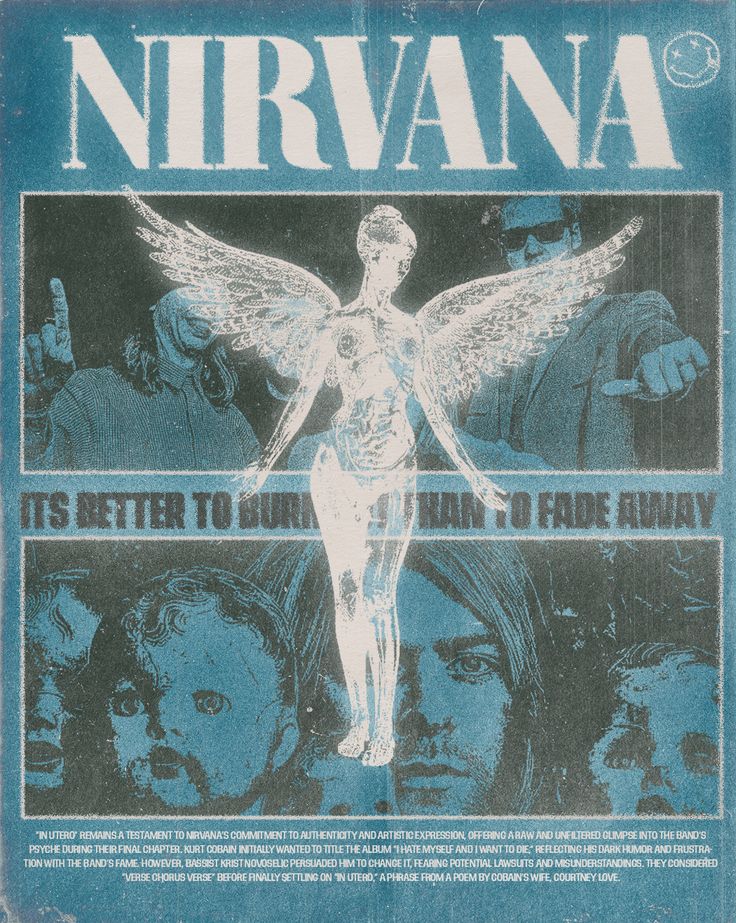 NIRVANA
ITS BETTER TO BURN THAN TO FADE AWAY
"IN UTERO" REMAINS A TESTAMENT TO NIRVANA'S COMMITMENT TO AUTHENTICITY AND ARTISTIC EXPRESSION, OFFERING A RAW AND UNFILTERED GLIMPSE INTO THE BAND'S
PSYCHE DURING THEIR FINAL CHAPTER. KURT COBAIN INITIALLY WANTED TO TITLE THE ALBUM "I HATE MYSELF AND I WANT TO DIE," REFLECTING HIS DARK HUMOR AND FRUSTRA-
TION WITH THE BAND'S FAME. HOWEVER, BASSIST KRIST NOVOSELIC PERSUADED HIM TO CHANGE IT, FEARING POTENTIAL LAWSUITS AND MISUNDERSTANDINGS. THEY CONSIDERED
"VERSE CHORUS VERSE" BEFORE FINALLY SETTLING ON "IN UTERO," A PHRASE FROM A POEM BY COBAIN'S WIFE, COURTNEY LOVE.